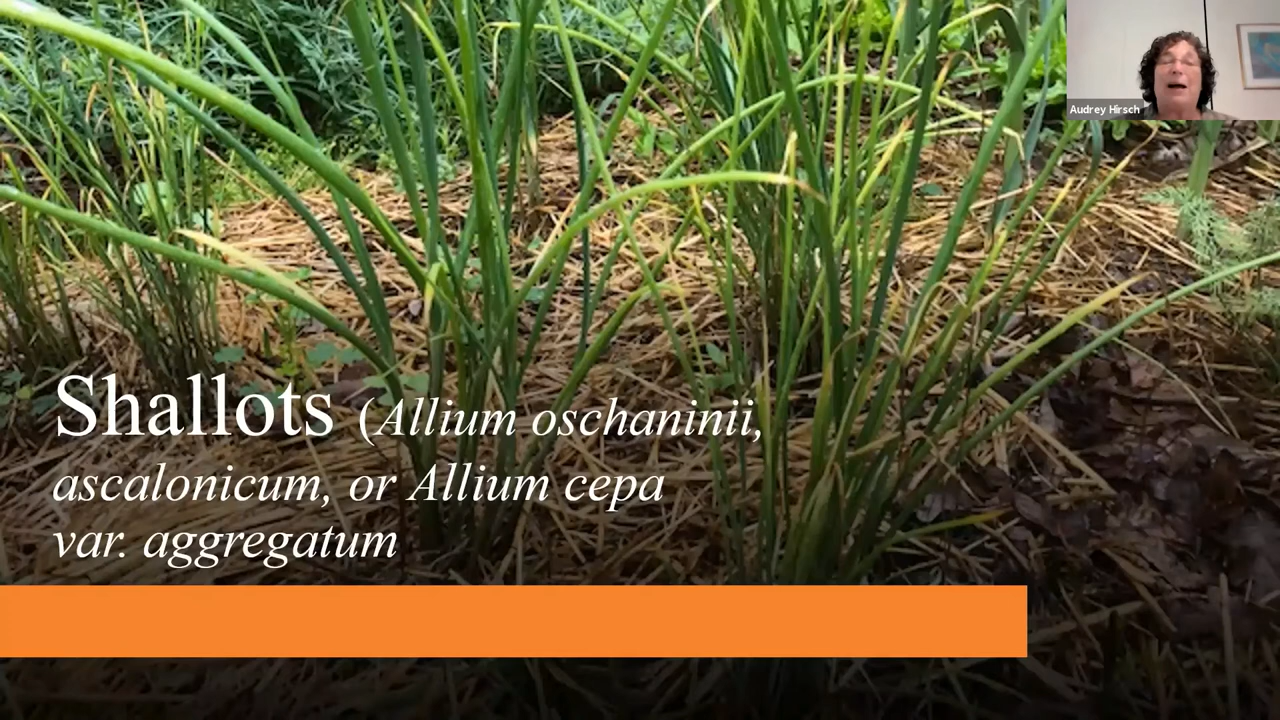 Audrey Hirsch
Shallots (Allium oschaninii,
ascalonicum, or Allium cepa
var. aggregatum